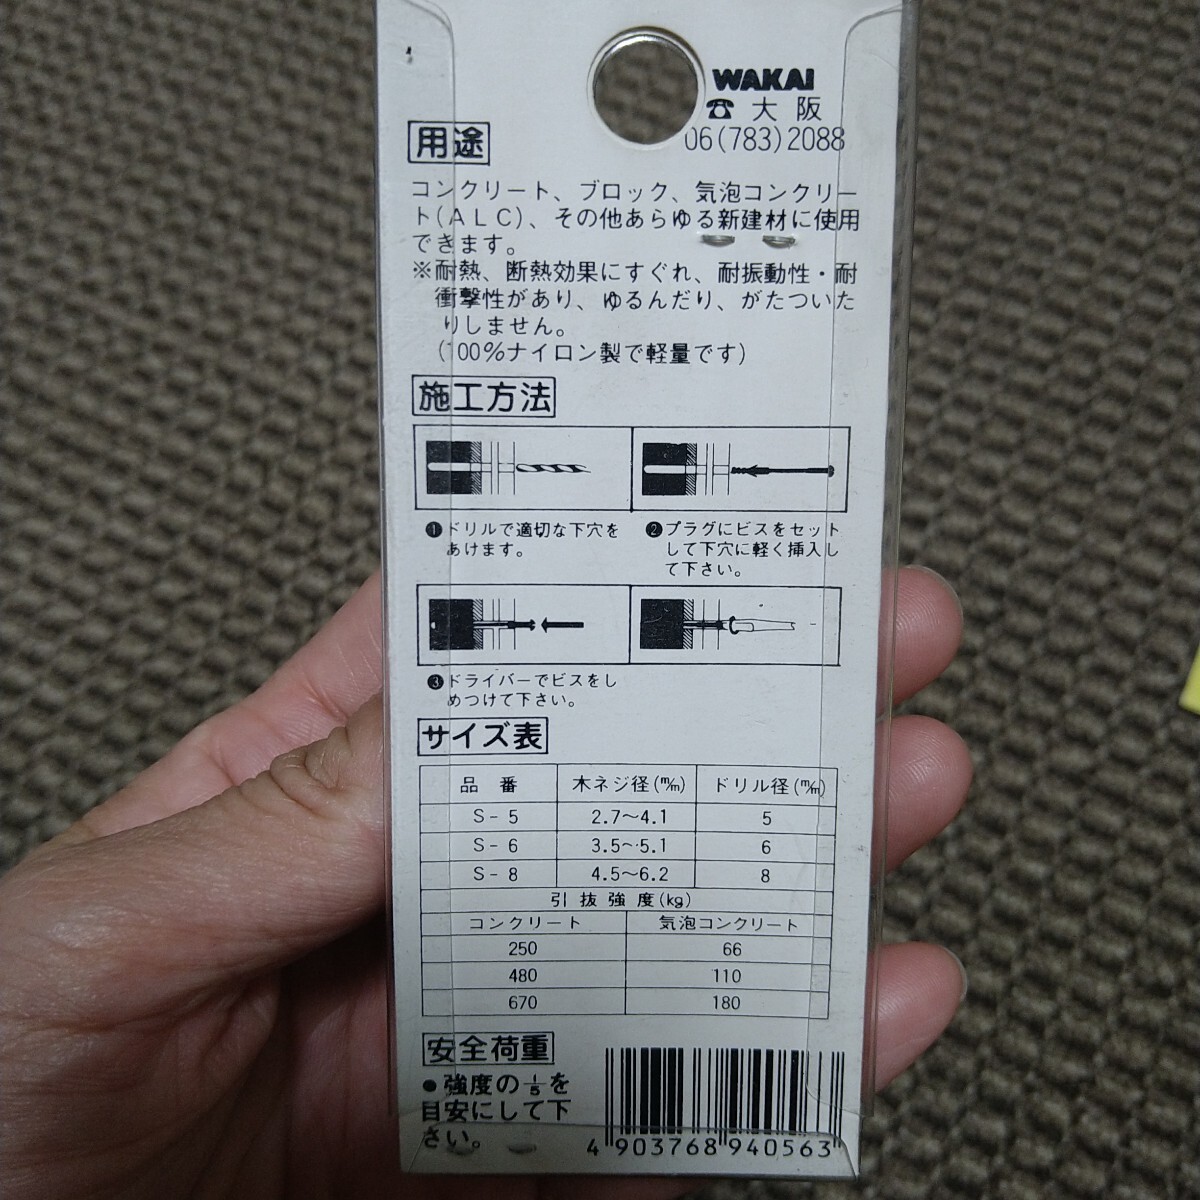 WAKAI
☎ 大阪
06(783)2088
用途
コンクリート、ブロック、気泡コンクリー
ト(ALC)、その他あらゆる新建材に使用
できます。
※耐熱、断熱効果にすぐれ、耐振動性・耐
衝撃性があり、ゆるんだり、がたついた
りしません。
(100%ナイロン製で軽量です)
施工方法
❶ドリルで適切な下穴を
あけます。
❷プラグにビスをセット
して下穴に軽く挿入し
て下さい。
❸ドライバーでビスをし
めつけて下さい。
サイズ表
品番 木ネジ径(m/m) ドリル径(m/m)
S-5 2.7〜4.1 5
S-6 3.5〜5.1 6
S-8 4.5〜6.2 8
引抜強度(kg)
コンクリート 気泡コンクリート
250 66
480 110
670 180
安全荷重
●強度の1/5を
目安にして下
さい。
4 903768 940563